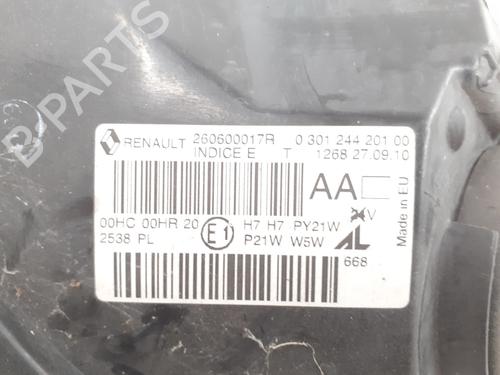 RENAULT 260600017R 0 301 244 201 00
INDICE E T 1268 27.09.10
AA
Made in EU
00HC 00HR 20 E1 H7 H7 PY21W V
2538 PL P21W W5W AL
668
B-PARTS